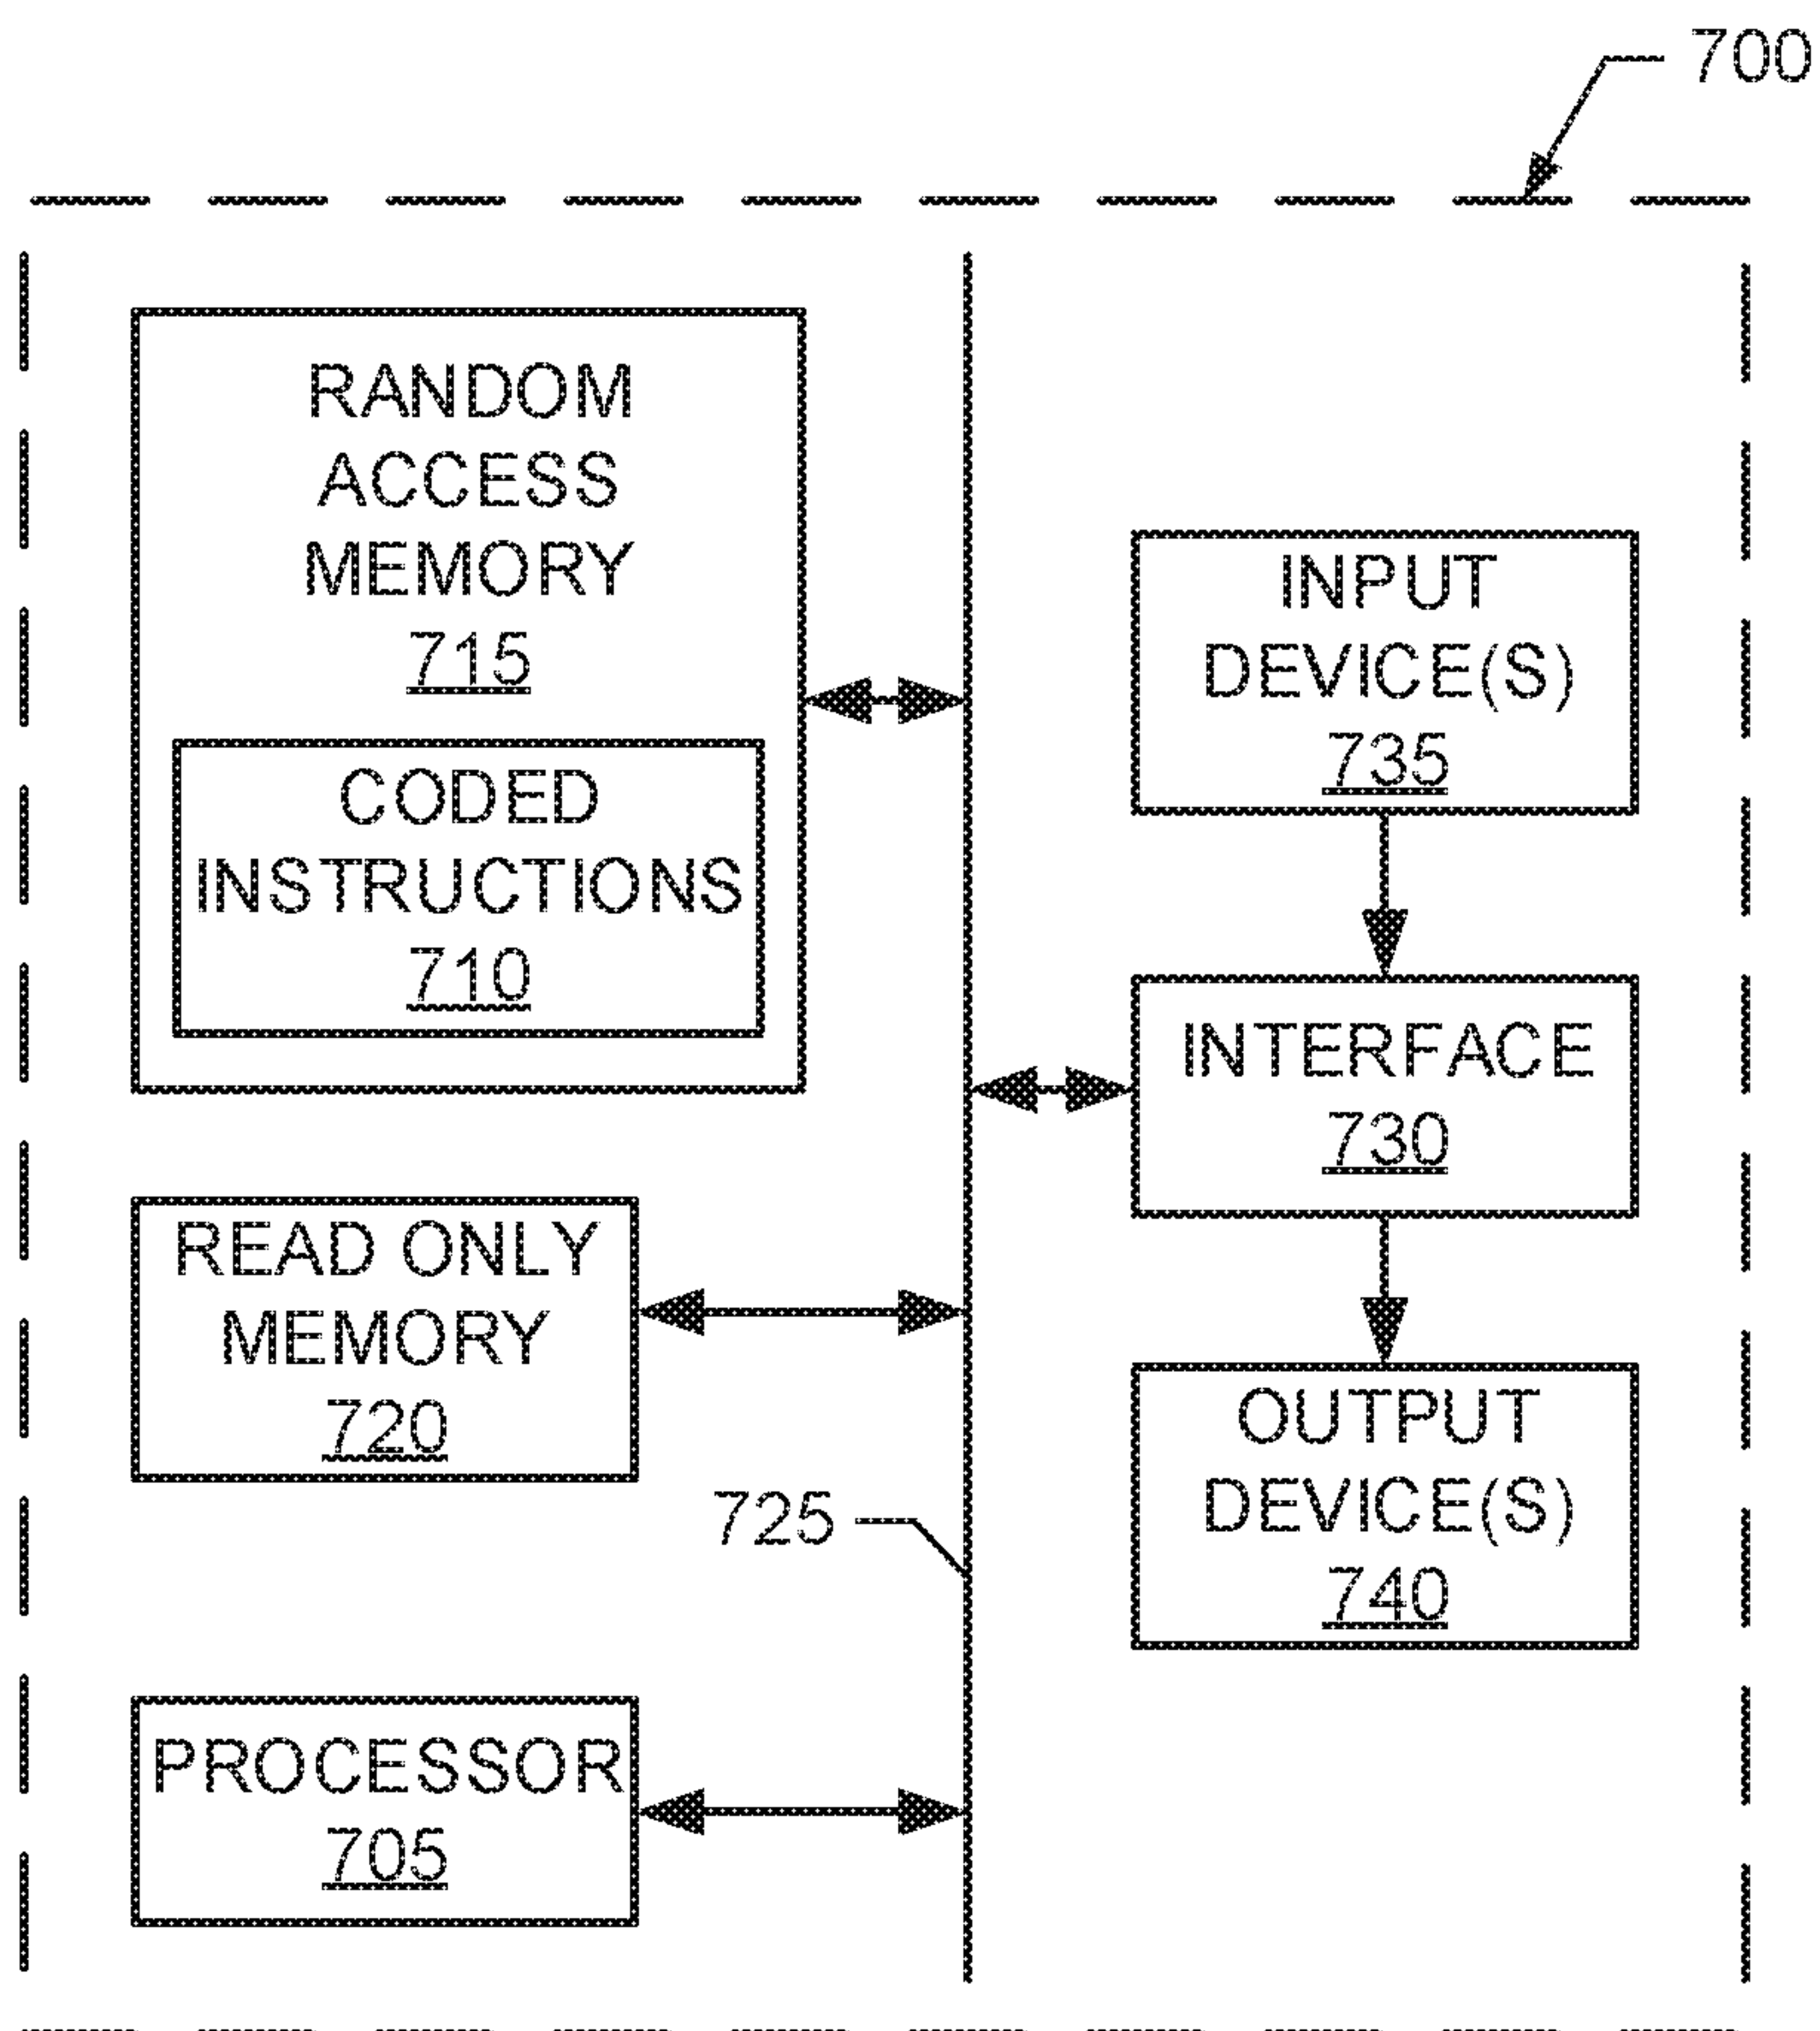 700
RANDOM
ACCESS
MEMORY
715
CODED
INSTRUCTIONS
710
INPUT
DEVICE(S)
735
INTERFACE
730
READ ONLY
MEMORY
720
OUTPUT
DEVICE(S)
740
725
PROCESSOR
705